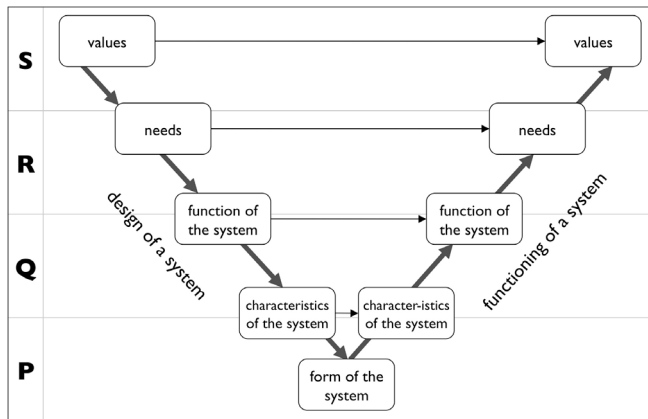 S
values
values
needs
needs
R
design of a system
function of
the system
function of
the system
functioning of a system
Q
characteristics
of the system
character-istics
of the system
P
form of the
system